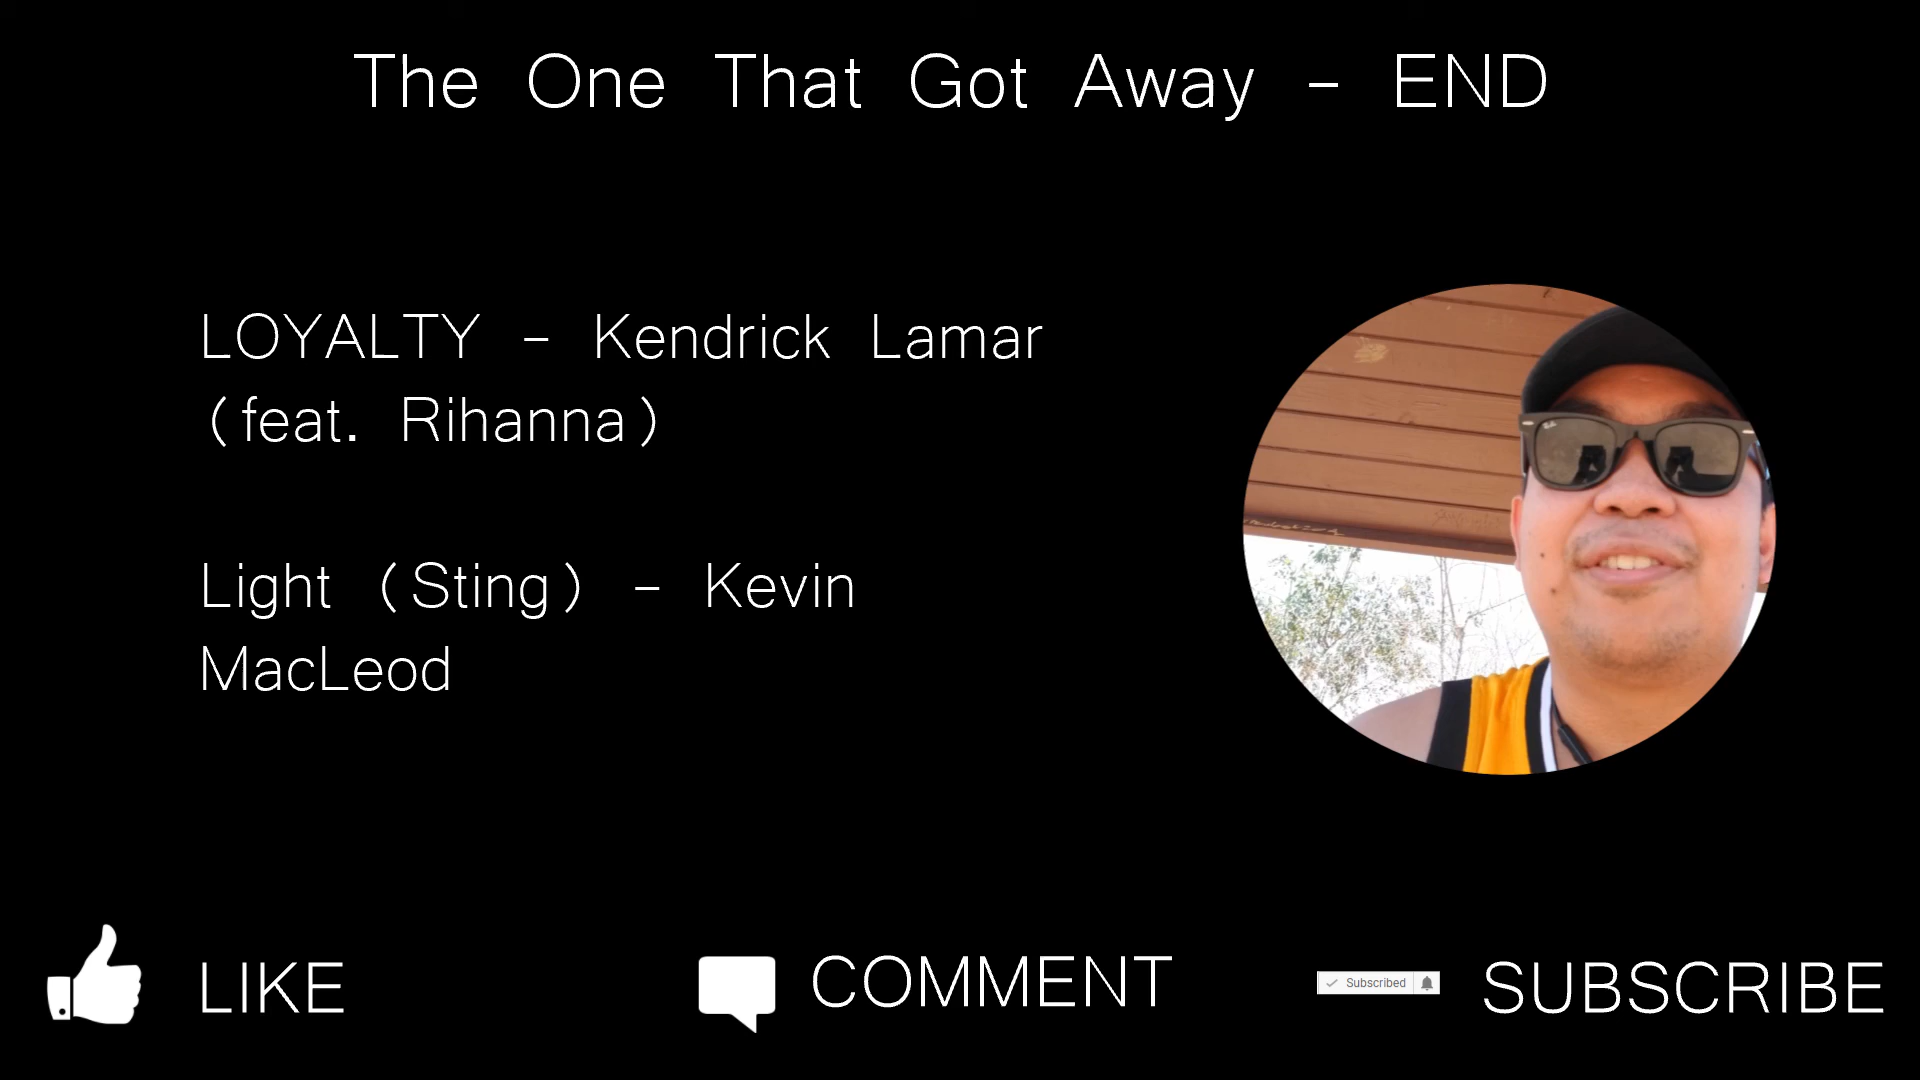 The One That Got Away - END
LOYALTY - Kendrick Lamar
(feat. Rihanna)
Light (Sting) - Kevin
MacLeod
LIKE
COMMENT
Subscribed
SUBSCRIBE